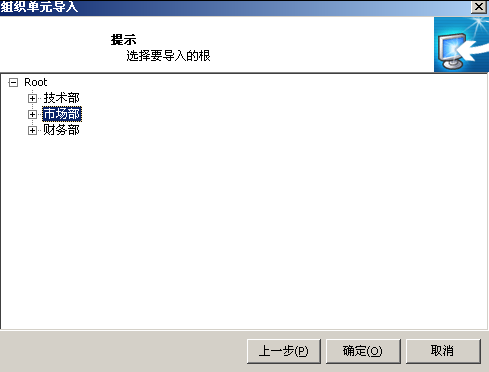 组织单元导入
提示
选择要导入的根
Root
技术部
市场部
财务部
上一步(P) 确定(O) 取消